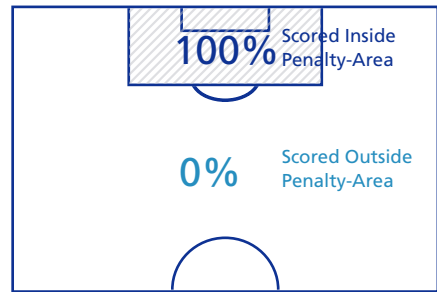 100%
Scored Inside
Penalty-Area
0%
Scored Outside
Penalty-Area